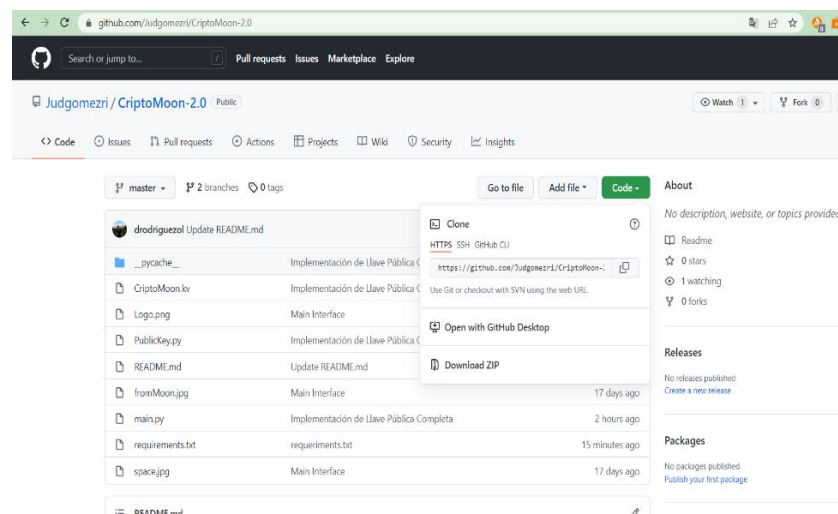 github.com/Judgomezri/CriptoMoon-2.0
Search or jump to... / Pull requests Issues Marketplace Explore
Judgomezri / CriptoMoon-2.0 Public
Watch 1 Fork 0
Code Issues Pull requests Actions Projects Wiki Security Insights
master 2 branches 0 tags Go to file Add file Code
drodriguezol Update README.md
__pycache__ Implementación de Llave Pública
CriptoMoon.kv Implementación de Llave Pública
Logo.png Main Interface
PublicKey.py Implementación de Llave Pública
README.md Update README.md
fromMoon.jpg Main Interface 17 days ago
main.py Implementación de Llave Pública Completa 2 hours ago
requirements.txt requeriments.txt 15 minutes ago
space.jpg Main Interface 17 days ago
README.md
Clone
HTTPS SSH GitHub CLI
https://github.com/Judgomezri/CriptoMoon-2
Use Git or checkout with SVN using the web URL.
Open with GitHub Desktop
Download ZIP
About
No description, website, or topics provided
Readme
0 stars
1 watching
0 forks
Releases
No releases published
Create a new release
Packages
No packages published
Publish your first package